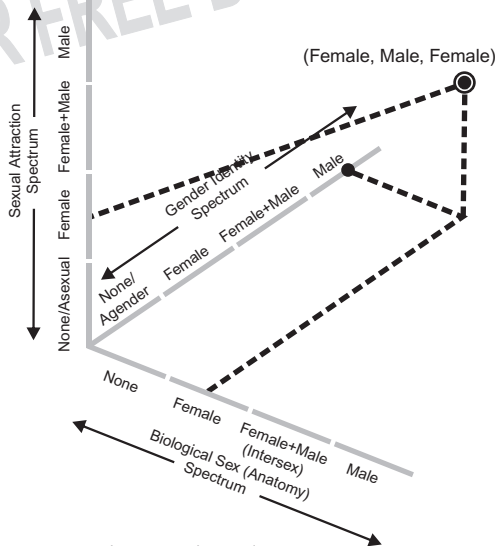 R FREE
(Female, Male, Female)
Sexual Attraction
Spectrum
Male
Female+Male
Female
None/Asexual
Gender Identity
Spectrum
None/
Agender
Female
Female+Male
Male
None
Female
Female+Male
(Intersex)
Male
Biological Sex (Anatomy)
Spectrum